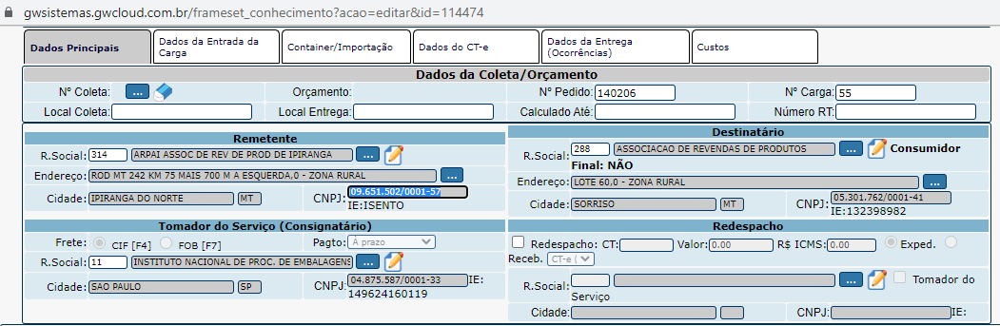 gwsistemas.gwcloud.com.br/frameset_conhecimento?acao=editar&id=114474
Dados Principais
Dados da Entrada da Carga
Container/Importação
Dados do CT-e
Dados da Entrega (Ocorrências)
Custos
Dados da Coleta/Orçamento
Nº Coleta: ... Orçamento: Nº Pedido: 140206 Nº Carga: 55
Local Coleta: Local Entrega: Calculado Até: Número RT:
Remetente
R.Social: 314 ARPAI ASSOC DE REV DE PROD DE IPIRANGA ...
Endereço: ROD MT 242 KM 75 MAIS 700 M A ESQUERDA,0 - ZONA RURAL ...
Cidade: IPIRANGA DO NORTE MT CNPJ: 09.651.502/0001-57
IE:ISENTO
Destinatário
R.Social: 288 ASSOCIACAO DE REVENDAS DE PRODUTOS ... Consumidor
Final: NÃO
Endereço: LOTE 60,0 - ZONA RURAL ...
Cidade: SORRISO MT CNPJ: 05.301.762/0001-41
IE:132398982
Tomador do Serviço (Consignatário)
Frete: CIF [F4] FOB [F7] Pagto: À prazo
R.Social: 11 INSTITUTO NACIONAL DE PROC. DE EMBALAGENS ...
Cidade: SAO PAULO SP CNPJ: 04.875.587/0001-33 IE:
149624160119
Redespacho
Redespacho: CT: Valor: 0.00 R$ ICMS: 0.00 Exped.
Receb. CT-e (
R.Social: ... Tomador do
Serviço
Cidade: CNPJ: IE: